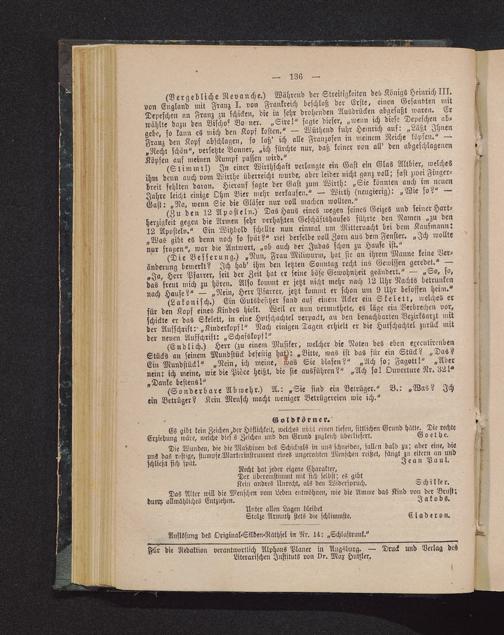 — 136 —
(Vergebliche Revanche.) Während der Streitigkeiten des Königs Heinrich III.
von England mit Franz I. von Frankreich beschloß der Erste, einen Gesandten mit
Depeschen an Franz zu schicken, die in sehr drohenden Ausdrücken abgefaßt waren. Er
wählte dazu den Bischof Bonner. „Sire!" sagte dieser, „wenn ich diese Depeschen ab=
gebe, so kann es mich den Kopf kosten." — Wüthend fuhr Heinrich auf: „Läßt Ihnen
Franz den Kopf abschlagen, so laß' ich alle Franzosen in meinem Reiche köpfen." —
„Recht schön", versetzte Bonner, „ich fürchte nur, daß keiner von all' den abgeschlagenen
Köpfen auf meinen Rumpf passen wird."
(Stimmt!) In einer Wirthschaft verlangte ein Gast ein Glas Altbier, welches
ihm denn auch vom Wirthe überreicht wurde, aber leider nicht ganz voll; fast zwei Finger=
breit fehlten daran. Hierauf sagte der Gast zum Wirth: „Sie könnten auch im neuen
Jahre leicht einige Ohm Bier mehr verkaufen." — Wirth (neugierig): „Wie so?" —
Gast: „Na, wenn Sie die Gläser nur voll machen wollten."
(Zu den 12 Aposteln.) Das Haus eines wegen seines Geizes und seiner Hart=
herzigkeit gegen die Armen sehr verhaßten Geschäftshauses führte den Namen „zu den
12 Aposteln." Ein Witzbold schellte nun einmal um Mitternacht bei dem Kaufmann:
„Was gibt es denn noch so spät?" rief derselbe voll Zorn aus dem Fenster. „Ich wollte
nur fragen", war die Antwort, „ob auch der Judas schon zu Hause ist."
(Die Besserung.) „Nun, Frau Miliwurm, hat sie an ihrem Manne keine Ver=
änderung bemerkt? Ich hab' ihm den letzten Sonntag recht ins Gewissen geredet." —
„Ja, Herr Pfarrer, seit der Zeit hat er seine böse Gewohnheit geändert." — „So, so,
das freut mich zu hören. Also kommt er jetzt nicht mehr nach 12 Uhr Nachts betrunken
nach Hause?" — „Nein, Herr Pfarrer, jetzt kommt er schon um 9 Uhr besoffen heim."
(Lakonisch.) Ein Gutsbesitzer fand auf einem Acker ein Skelett, welches er
für den Kopf eines Kindes hielt. Weil er nun vermuthete, es läge ein Verbrechen vor,
schickte er das Skelett, in eine Hutschachtel verpackt, an den benachbarten Bezirksarzt mit
der Aufschrift: „Kinderkopf!" Nach einigen Tagen erhielt er die Hutschachtel zurück mit
der neuen Aufschrift: „Schafskopf!"
(Endlich.) Herr (zu einem Musiker, welcher die Noten des eben executirenden
Stücks an seinem Mundstück befestigt hat): „Bitte, was ist das für ein Stück? „Das?
Ein Mundstück!" „Nein, ich meine, was Sie blasen?" „Ach so; Fagott!" „Aber
nein; ich meine, wie die Pièce heißt, die sie ausführen?" „Ach ja! Ouverture Nr. 32!"
„Danke bestens!"
(Sonderbare Abwehr.) A.: „Sie sind ein Betrüger." B.: „Was? Ich
ein Betrüger? Kein Mensch macht weniger Betrügereien wie ich."
Goldkörner.
Es gibt kein Zeichen der Höflichkeit, welches nicht einen tiefen, sittlichen Grund hätte. Die rechte
Erziehung wäre, welche dieses Zeichen und den Grund zugleich überliefert. Goethe.
Die Wunden, die die Maschinen des Schicksals in uns schneiden, fallen bald zu; aber eine, die
uns das rostige, stumpfe Marterinstrument eines ungerechten Menschen reißet, fängt zu eitern an und
schließt sich spät. Jean Paul.
Recht hat jeder eigene Charakter,
Der übereinstimmt mit sich selbst; es gibt
Kein anders Unrecht, als den Widerspruch. Schiller.
Das Alter will die Menschen vom Leben entwöhnen, wie die Amme das Kind von der Brust;
durch allmähliches Entziehen. Jakobs.
Unter allen Lagen bleibet
Stolze Armuth stets die schlimmste. Claderon.
Auflösung des Original-Silben-Räthsel in Nr. 14: „Schlaftrunk."
Für die Redaktion verantwortlich Alphons Planer in Augsburg. — Druck und Verlag des
Literarischen Instituts von Dr. Max Huttler.